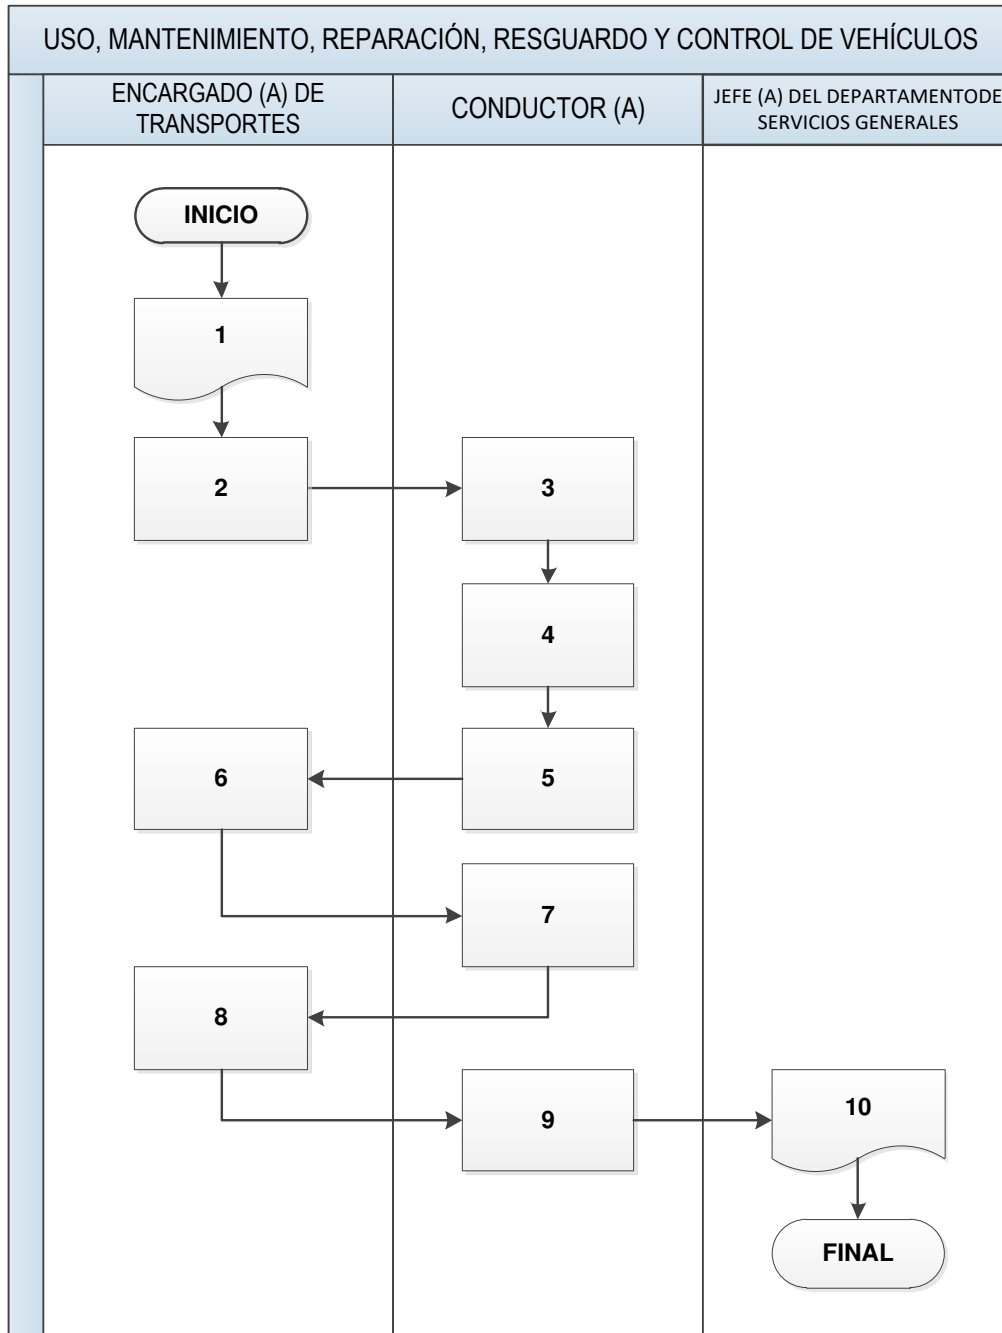 USO, MANTENIMIENTO, REPARACIÓN, RESGUARDO Y CONTROL DE VEHÍCULOS
ENCARGADO (A) DE
TRANSPORTES
CONDUCTOR (A)
JEFE (A) DEL DEPARTAMENTODE
SERVICIOS GENERALES
INICIO
1
2
3
4
5
6
7
8
9
10
FINAL